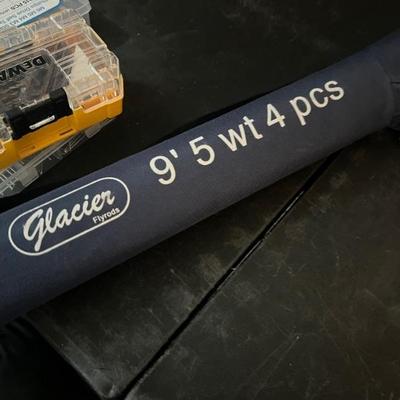 DEWA
9' 5 wt 4 pcs
Glacier
Flyrods